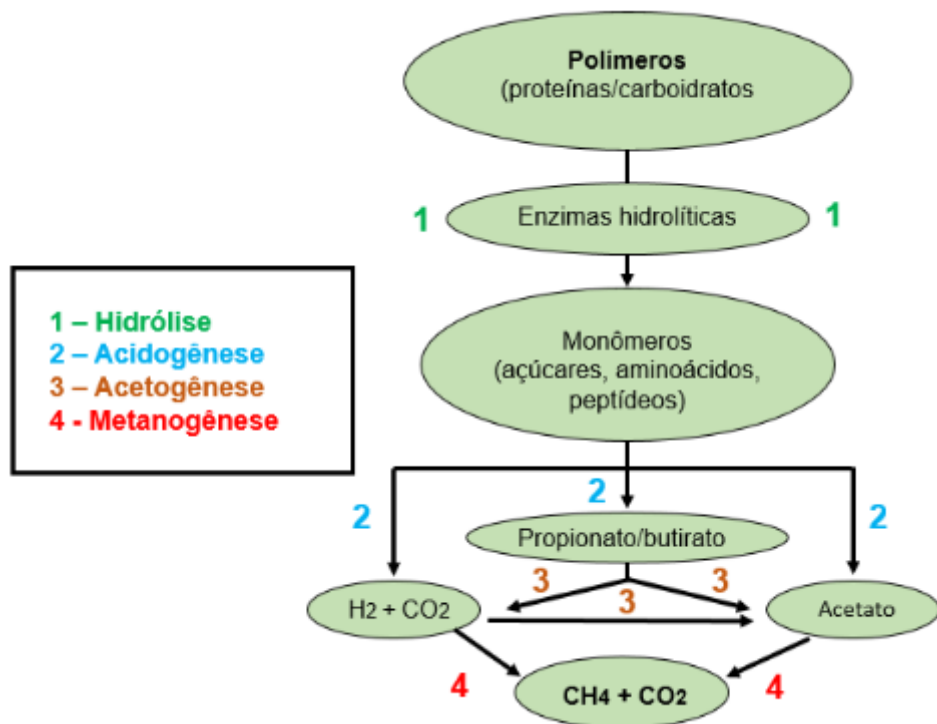 Polímeros
(proteínas/carboidratos
1
Enzimas hidrolíticas
1
1 – Hidrólise
2 – Acidogênese
3 – Acetogênese
4 - Metanogênese
Monômeros
(açúcares, aminoácidos,
peptídeos)
2
2
2
Propionato/butirato
3
3
3
H2 + CO2
Acetato
4
CH4 + CO2
4